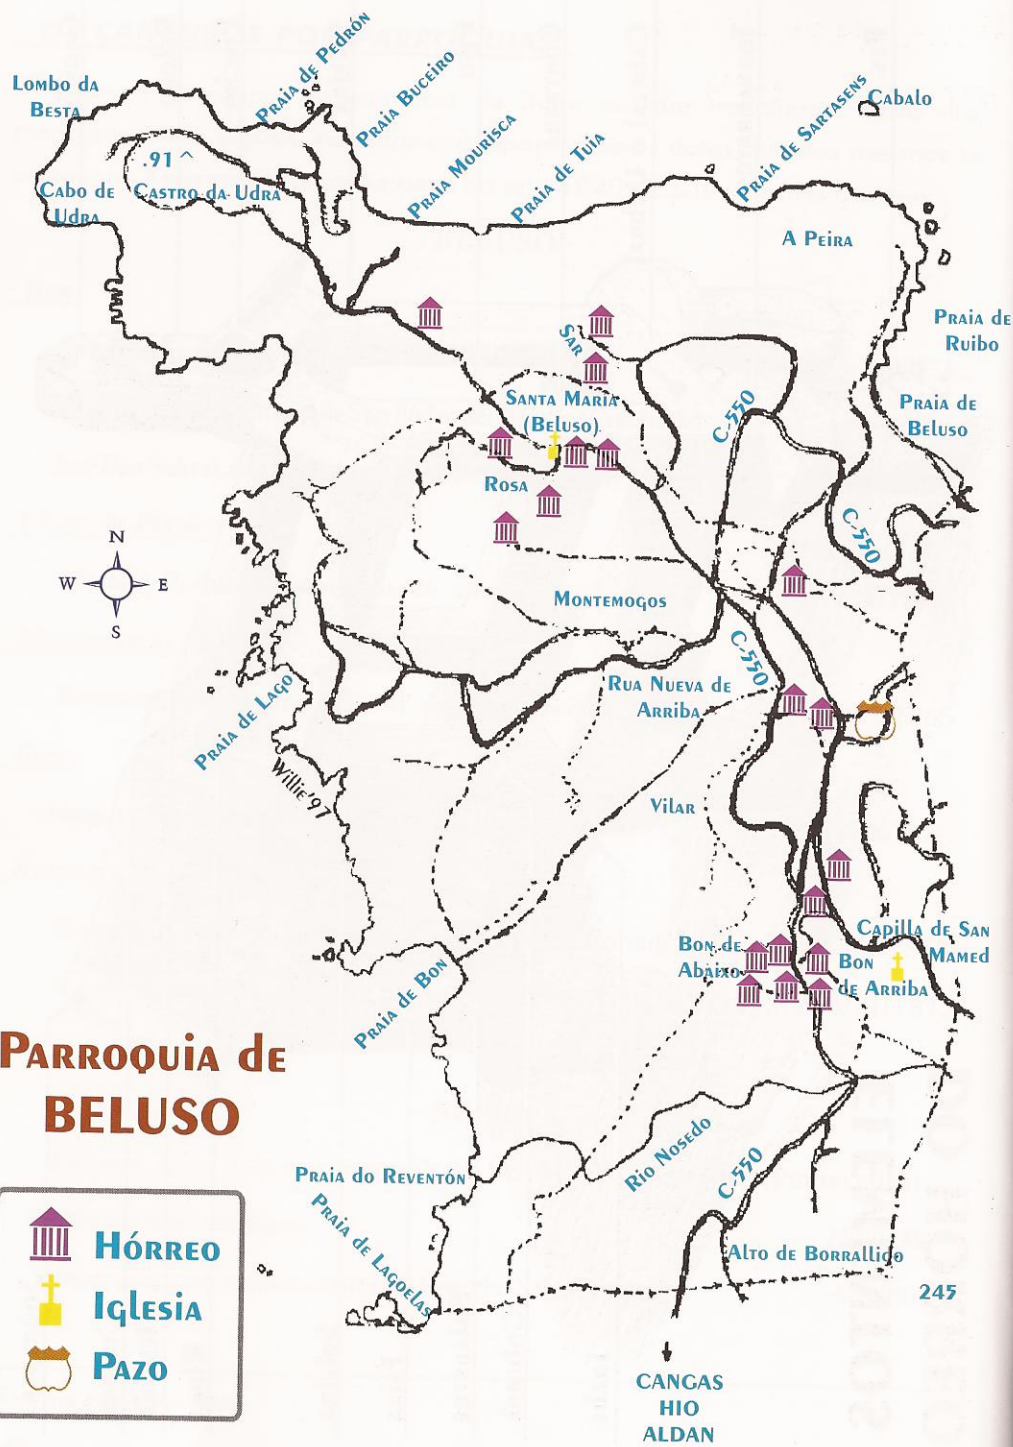 Praia de Pedrón
Praia Buceiro
Lombo da
Besta
Praia Mourisca
Praia de Tuia
Praia de Sartasens
Cabalo
.91 ^
Castro da Udra
Cabo de
Udra
A Peira
Praia de
Ruibo
Sar
Santa Maria
(Beluso)
C-550
Praia de
Beluso
Rosa
C-550
N
W E
S
Montemogos
C-550
Rua Nueva de
Arriba
Praia de Lago
Willie'97
Vilar
Capilla de San
Mamed
Bon de
Abaixo
Bon
de Arriba
Praia de Bon
Parroquia de
BELUSO
Rio Nosedo
Praia do Reventón
C-550
Praia de Lagoelas
Alto de Borralliдo
Hórreo
Iglesia
Pazo
245
CANGAS
HIO
ALDAN